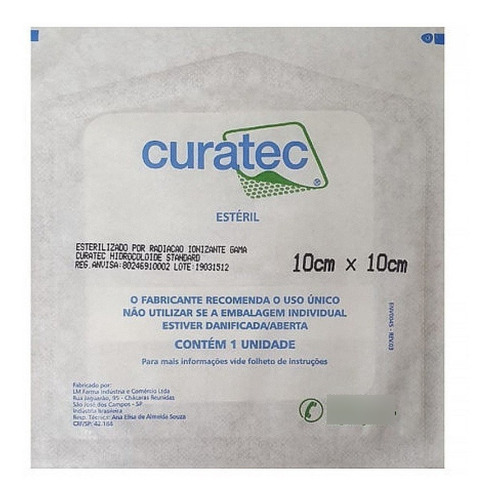 curatec
ESTÉRIL
ESTERILIZADO POR RADIACAO IONIZANTE GAMA
CURATEC HIDROCOLOIDE STANDARD
REG.ANVISA:80246910002 LOTE:19031512
10cm x 10cm
O FABRICANTE RECOMENDA O USO ÚNICO
NÃO UTILIZAR SE A EMBALAGEM INDIVIDUAL
ESTIVER DANIFICADA/ABERTA
CONTÉM 1 UNIDADE
Para mais informações vide folheto de instruções
Fabricado por:
LM Farma Indústria e Comércio Ltda
Rua Jaguarão, 95 - Chácaras Reunidas
São José dos Campos - SP
Indústria Brasileira
Resp. Técnica: Ana Elisa de Almeida Souza
CRF/SP: 42.168